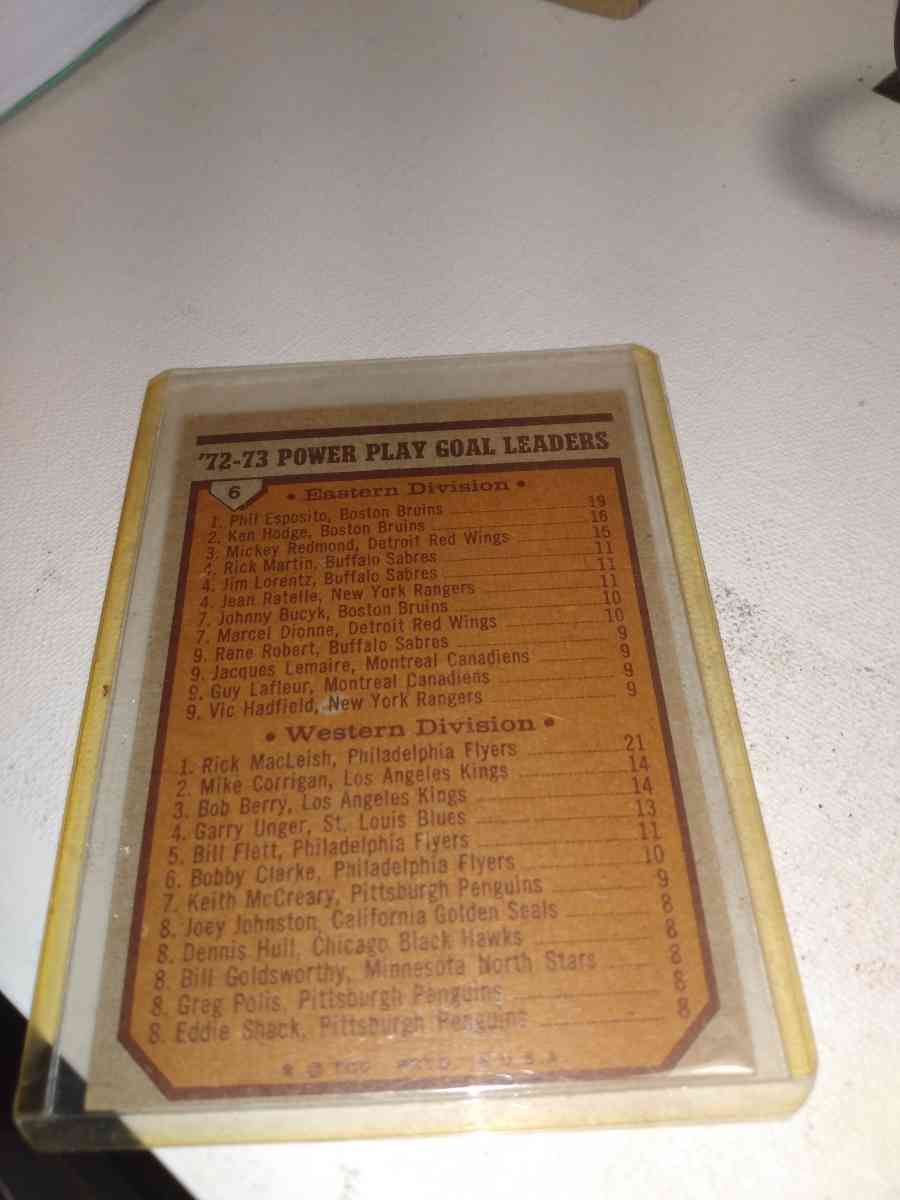 '72-73 POWER PLAY GOAL LEADERS
6
• Eastern Division •
1. Phil Esposito, Boston Bruins 19
2. Ken Hodge, Boston Bruins 16
3. Mickey Redmond, Detroit Red Wings 15
4. Rick Martin, Buffalo Sabres 11
4. Jim Lorentz, Buffalo Sabres 11
4. Jean Ratelle, New York Rangers 11
7. Johnny Bucyk, Boston Bruins 10
7. Marcel Dionne, Detroit Red Wings 10
9. Rene Robert, Buffalo Sabres 9
9. Jacques Lemaire, Montreal Canadiens 9
9. Guy Lafleur, Montreal Canadiens 9
9. Vic Hadfield, New York Rangers 9
• Western Division •
1. Rick MacLeish, Philadelphia Flyers 21
2. Mike Corrigan, Los Angeles Kings 14
3. Bob Berry, Los Angeles Kings 14
4. Garry Unger, St. Louis Blues 13
5. Bill Flett, Philadelphia Flyers 11
6. Bobby Clarke, Philadelphia Flyers 10
7. Keith McCreary, Pittsburgh Penguins 9
8. Joey Johnston, California Golden Seals 8
8. Dennis Hull, Chicago Black Hawks 8
8. Bill Goldsworthy, Minnesota North Stars 8
8. Greg Polis, Pittsburgh Penguins 8
8. Eddie Shack, Pittsburgh Penguins 8
* © TCG PRTD. IN U.S.A.